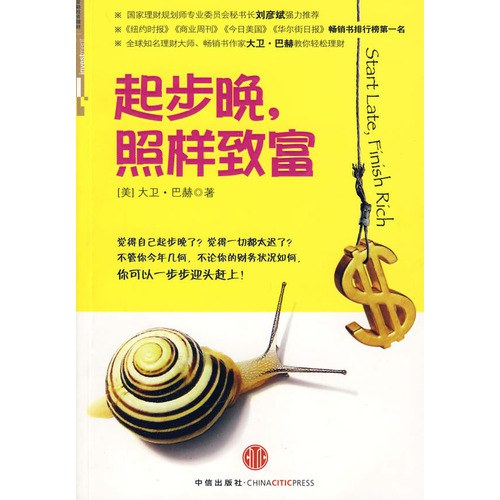 ※ 国家理财规划师专业委员会秘书长刘彦斌强力推荐
※《纽约时报》《商业周刊》《今日美国》《华尔街日报》畅销书排行榜第一名
※ 全球知名理财大师、畅销书作家大卫·巴赫教你轻松理财
起步晚,
照样致富
Start Late, Finish Rich
[美] 大卫·巴赫◇著
觉得自己起步晚了? 觉得一切都太迟了?
不管你今年几何, 不论你的财务状况如何,
你可以一步步迎头赶上!
中信出版社·CHINACITICPRESS